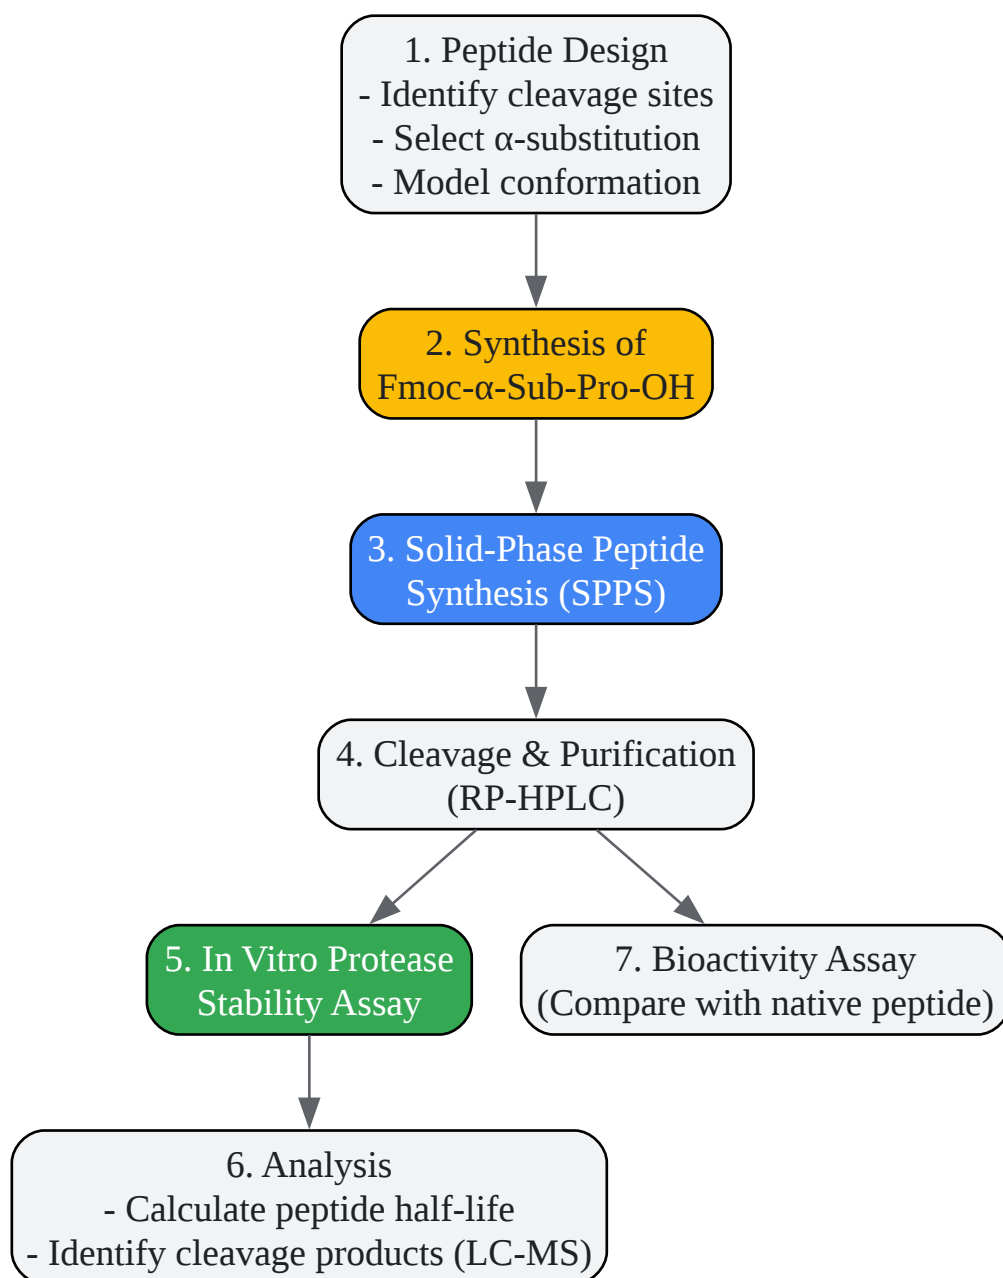 1. Peptide Design
- Identify cleavage sites
- Select α-substitution
- Model conformation
2. Synthesis of
Fmoc-α-Sub-Pro-OH
3. Solid-Phase Peptide
Synthesis (SPPS)
4. Cleavage & Purification
(RP-HPLC)
5. In Vitro Protease
Stability Assay
7. Bioactivity Assay
(Compare with native peptide)
6. Analysis
- Calculate peptide half-life
- Identify cleavage products (LC-MS)